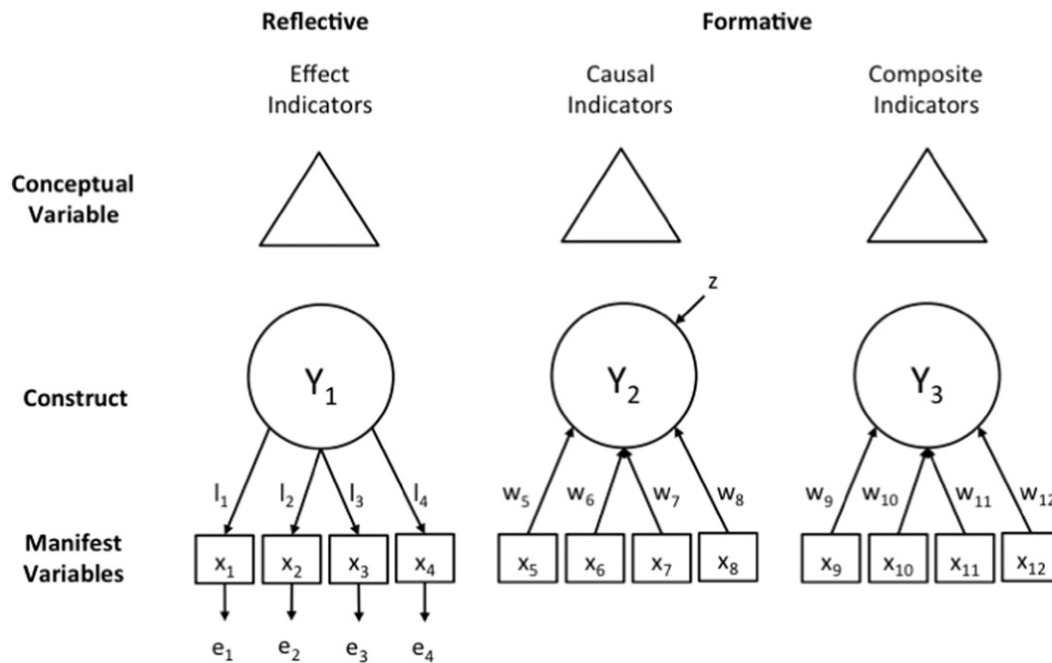 Reflective
Formative
Effect
Indicators
Causal
Indicators
Composite
Indicators
Conceptual
Variable
z
Construct
Y₁
Y₂
Y₃
l₁ l₂ l₃ l₄
w₅ w₆ w₇ w₈
w₉ w₁₀ w₁₁ w₁₂
Manifest
Variables
x₁ x₂ x₃ x₄
x₅ x₆ x₇ x₈
x₉ x₁₀ x₁₁ x₁₂
e₁ e₂ e₃ e₄